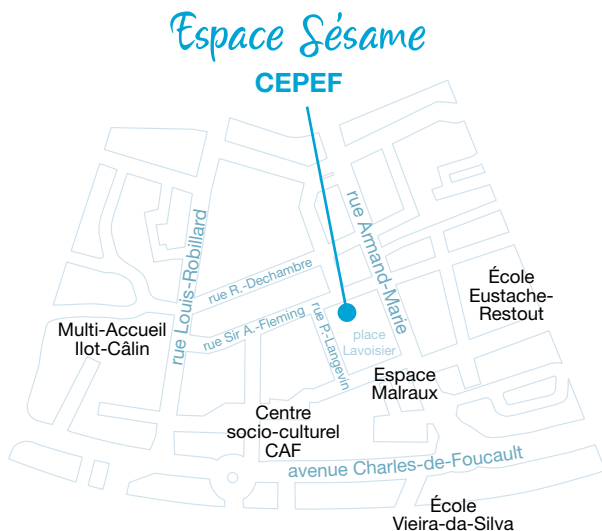 Espace Sésame
CEPEF
rue Armand-Marie
rue Louis-Robillard
rue R.-Dechambre
École
Eustache-
Restout
rue Sir A.-Fleming
rue P.-Langevin
place
Lavoisier
Multi-Accueil
Ilot-Câlin
Espace
Malraux
Centre
socio-culturel
CAF
avenue Charles-de-Foucault
École
Vieira-da-Silva